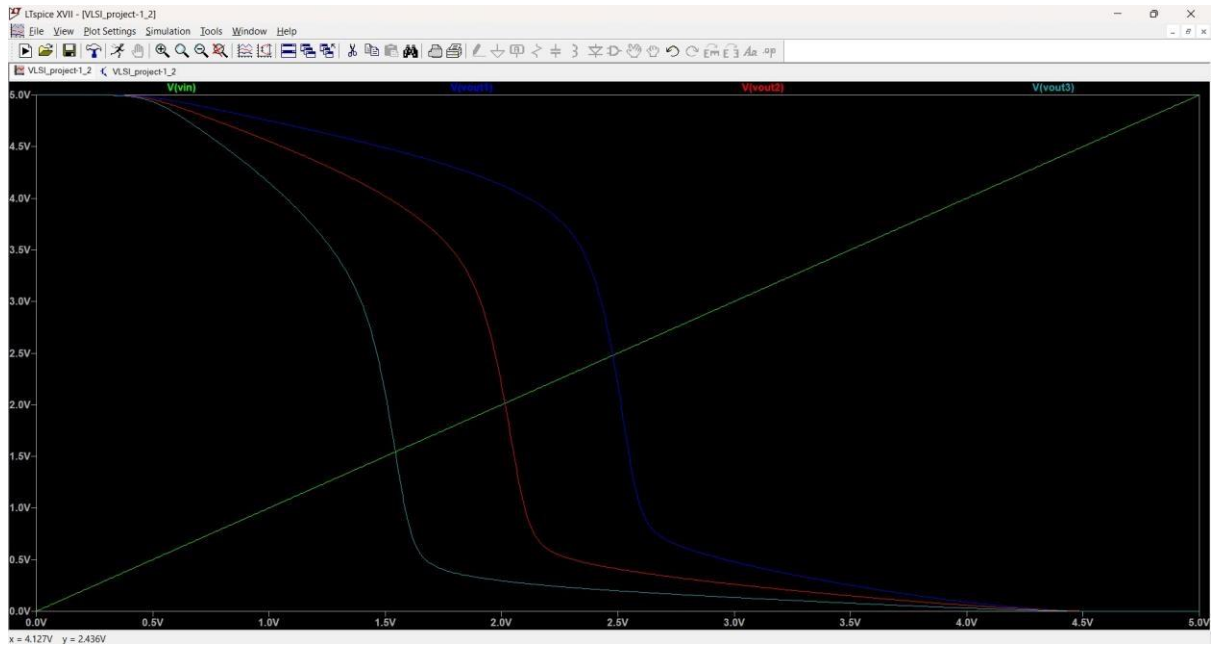 LTspice XVII - [VLSI_project-1_2]
File View Plot Settings Simulation Tools Window Help
VLSI_project-1_2 VLSI_project-1_2
V(vin) V(vout1) V(vout2) V(vout3)
5.0V
4.5V
4.0V
3.5V
3.0V
2.5V
2.0V
1.5V
1.0V
0.5V
0.0V
0.0V 0.5V 1.0V 1.5V 2.0V 2.5V 3.0V 3.5V 4.0V 4.5V 5.0V
x = 4.127V y = 2.436V